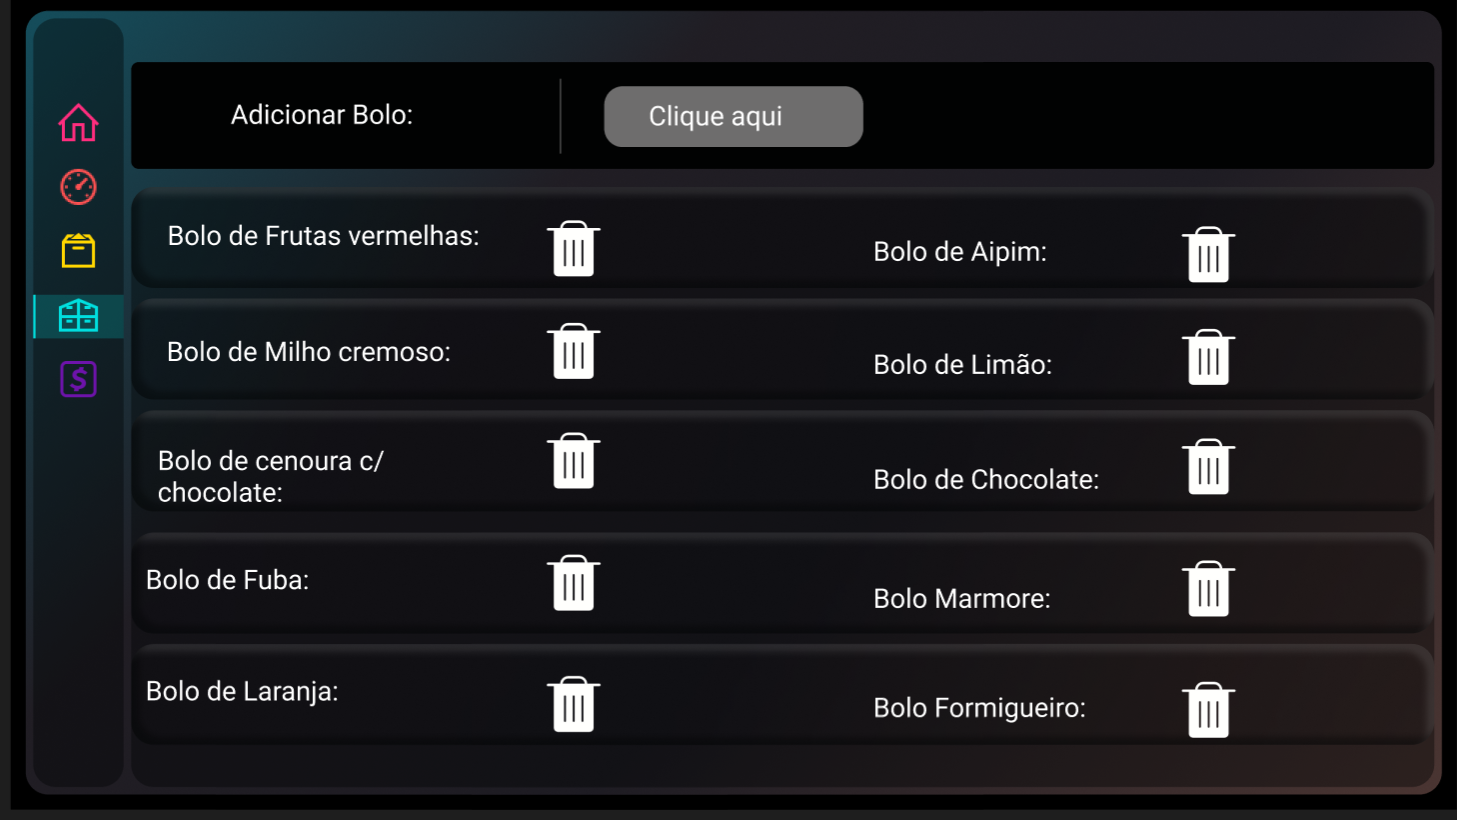 Adicionar Bolo:
Clique aqui
Bolo de Frutas vermelhas:
Bolo de Aipim:
Bolo de Milho cremoso:
Bolo de Limão:
Bolo de cenoura c/
chocolate:
Bolo de Chocolate:
Bolo de Fuba:
Bolo Marmore:
Bolo de Laranja:
Bolo Formigueiro: